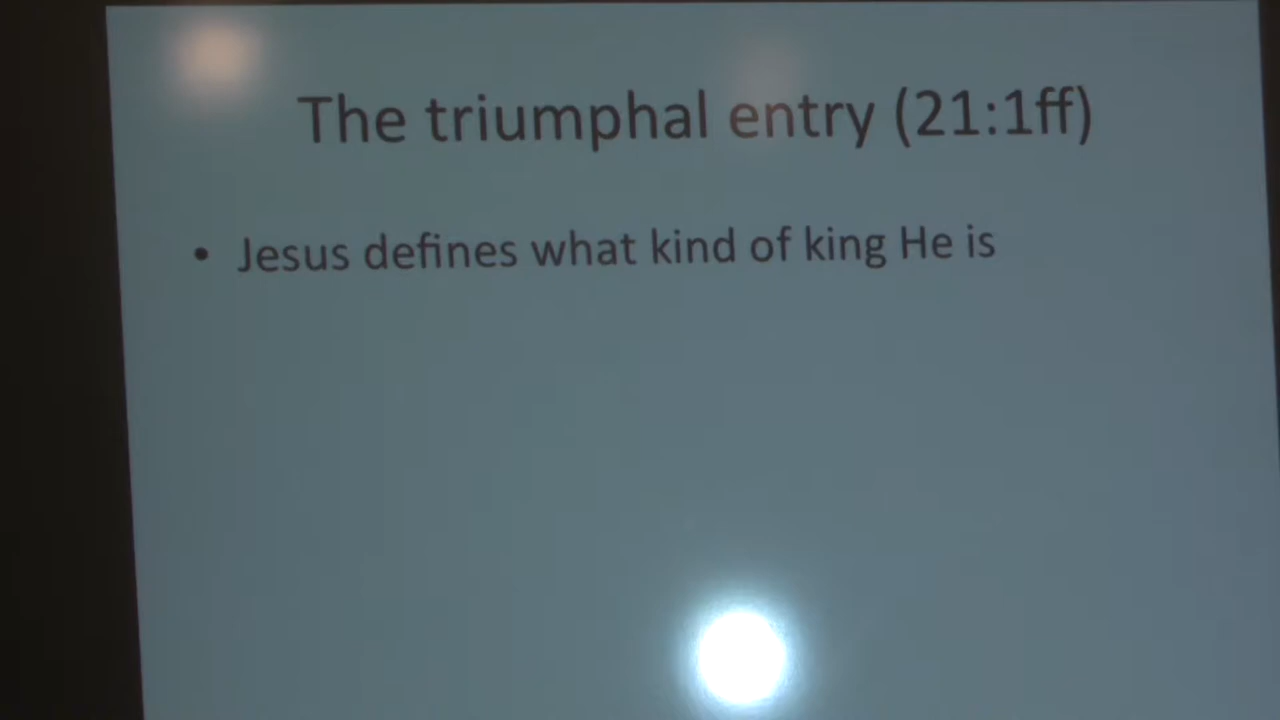 The triumphal entry (21:1ff)
• Jesus defines what kind of king He is